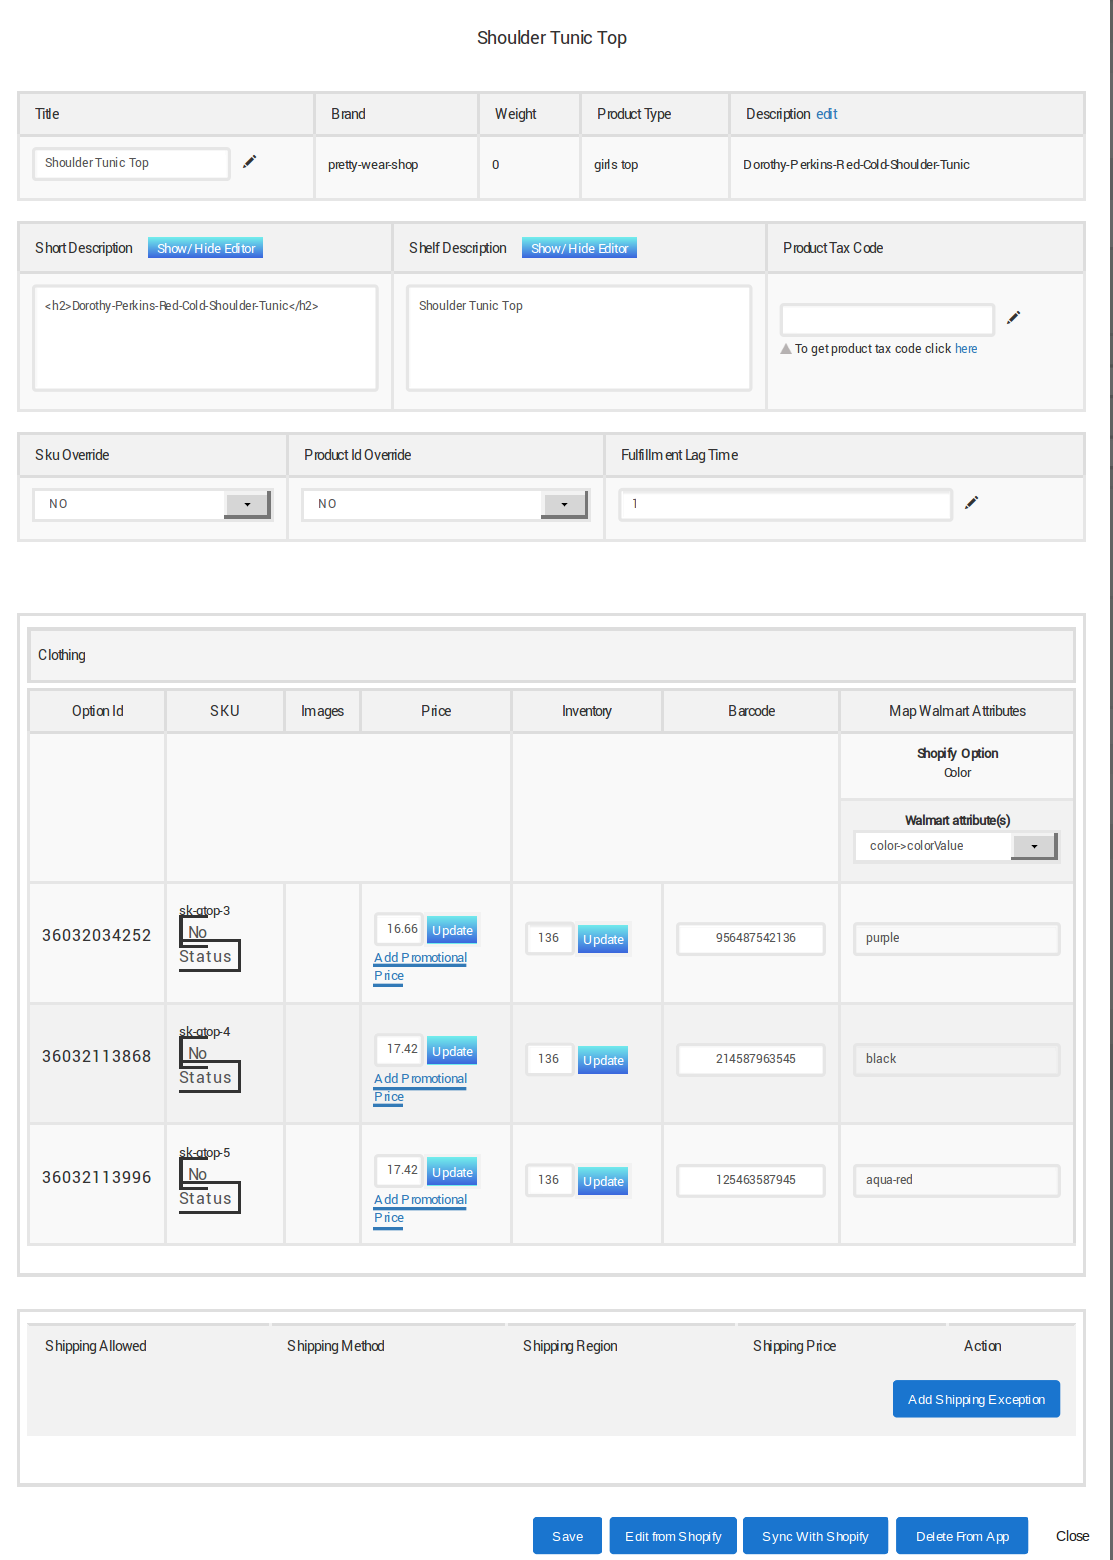 Shoulder Tunic Top
Title Brand Weight Product Type Description edit
Shoulder Tunic Top pretty-wear-shop 0 girls top Dorothy-Perkins-Red-Cold-Shoulder-Tunic
Short Description Show/Hide Editor Shelf Description Show/Hide Editor Product Tax Code
<h2>Dorothy-Perkins-Red-Cold-Shoulder-Tunic</h2> Shoulder Tunic Top
To get product tax code click here
Sku Override Product Id Override Fulfillment Lag Time
NO NO 1
Clothing
Option Id SKU Images Price Inventory Barcode Map Walmart Attributes
Shopify Option
Color
Walmart attribute(s)
color->colorValue
sk-gtop-3
36032034252 No 16.66 Update 136 Update 956487542136 purple
Status Add Promotional
Price
sk-gtop-4
36032113868 No 17.42 Update 136 Update 214587963545 black
Status Add Promotional
Price
sk-gtop-5
36032113996 No 17.42 Update 136 Update 125463587945 aqua-red
Status Add Promotional
Price
Shipping Allowed Shipping Method Shipping Region Shipping Price Action
Add Shipping Exception
Save Edit from Shopify Sync With Shopify Delete From App Close